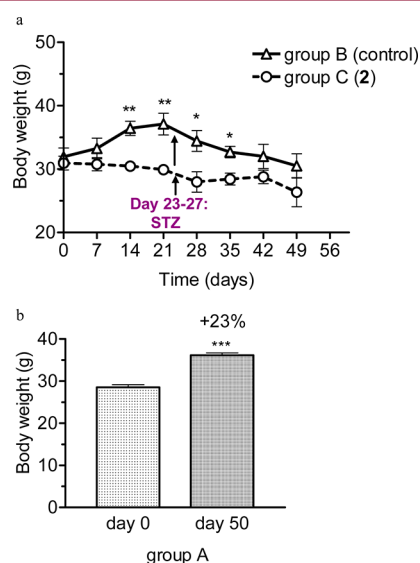 a
50
40
30
20
Body weight (g)
group B (control)
group C (2)
** ** * *
Day 23-27:
STZ
0 7 14 21 28 35 42 49 56
Time (days)
b
+23%
***
40
30
20
10
0
Body weight (g)
day 0 day 50
group A